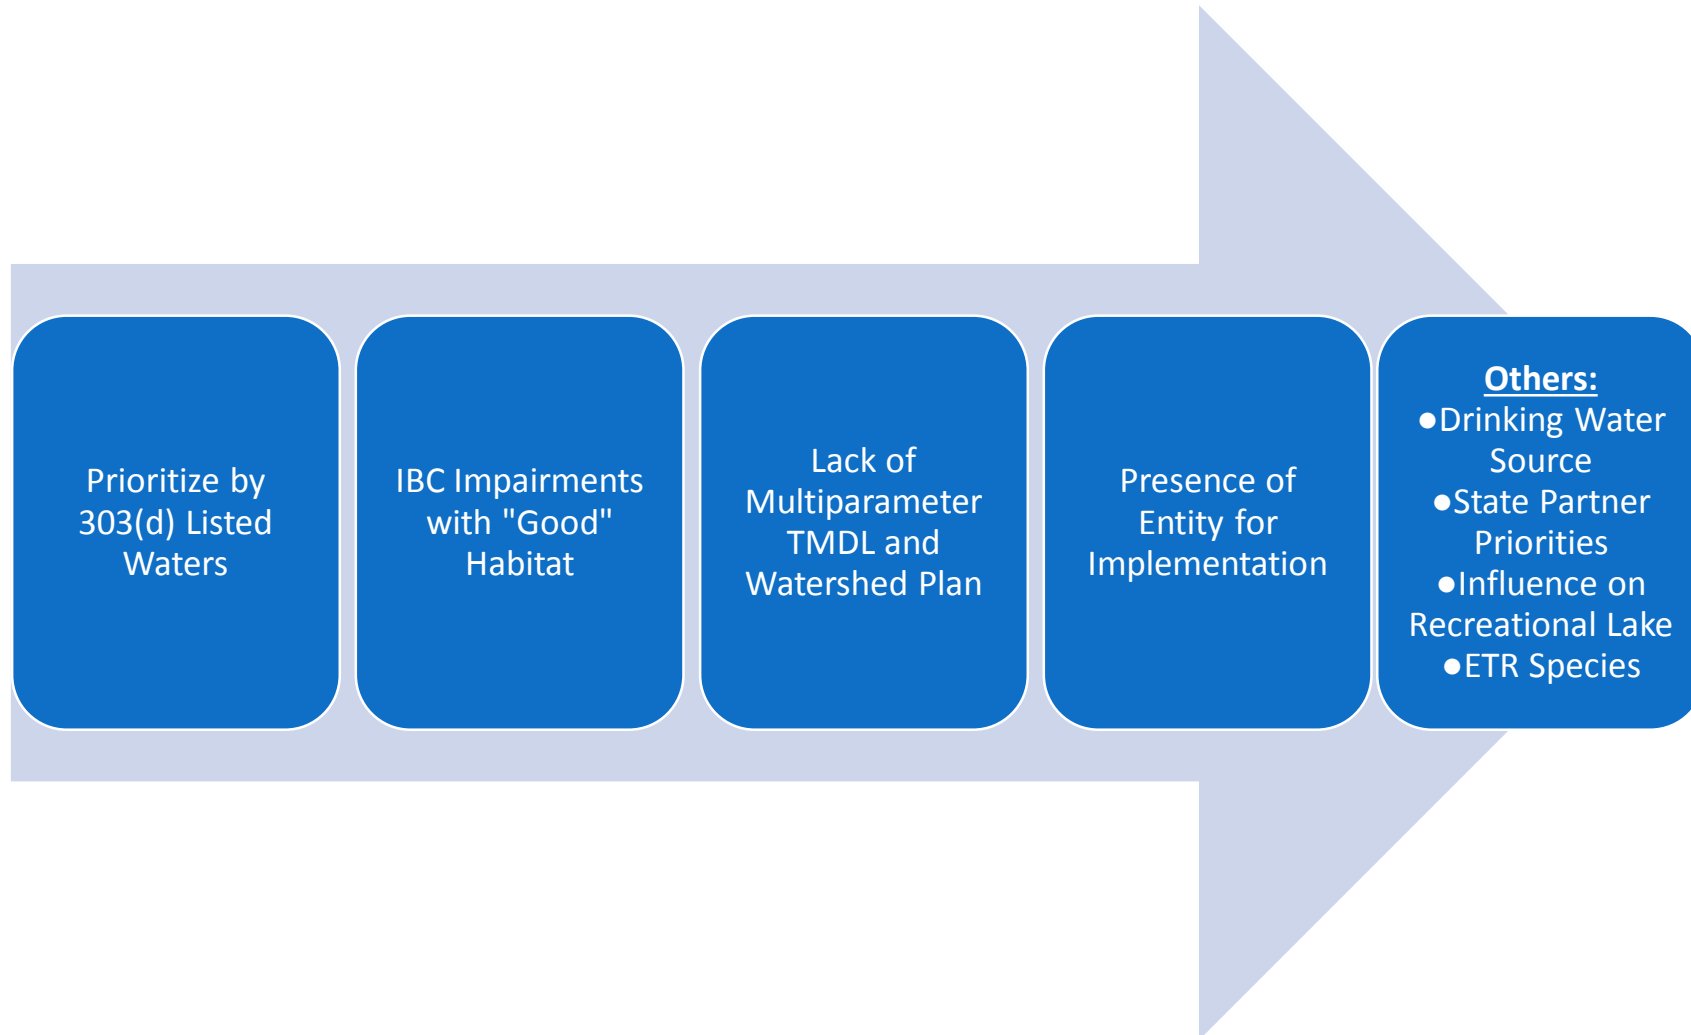 Prioritize by
303(d) Listed
Waters
IBC Impairments
with "Good"
Habitat
Lack of
Multiparameter
TMDL and
Watershed Plan
Presence of
Entity for
Implementation
Others:
●Drinking Water
Source
●State Partner
Priorities
●Influence on
Recreational Lake
●ETR Species